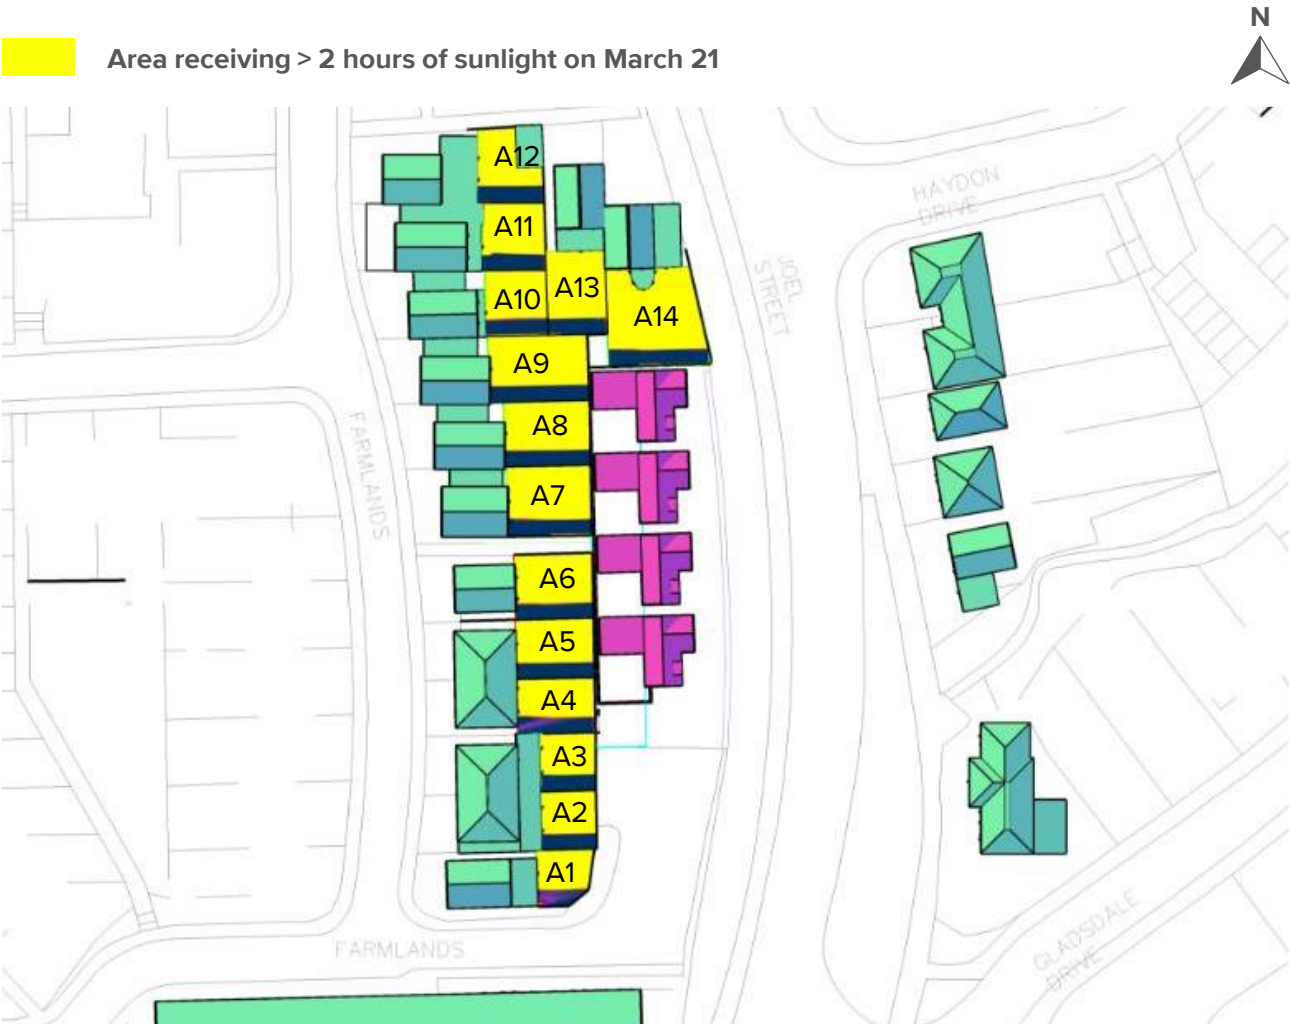 N
Area receiving > 2 hours of sunlight on March 21
A12
HAYDON
DRIVE
A11
JOEL
STREET
A10
A13
A14
A9
FARMLANDS
A8
A7
A6
A5
A4
A3
A2
A1
FARMLANDS
GLADSDALE
DRIVE